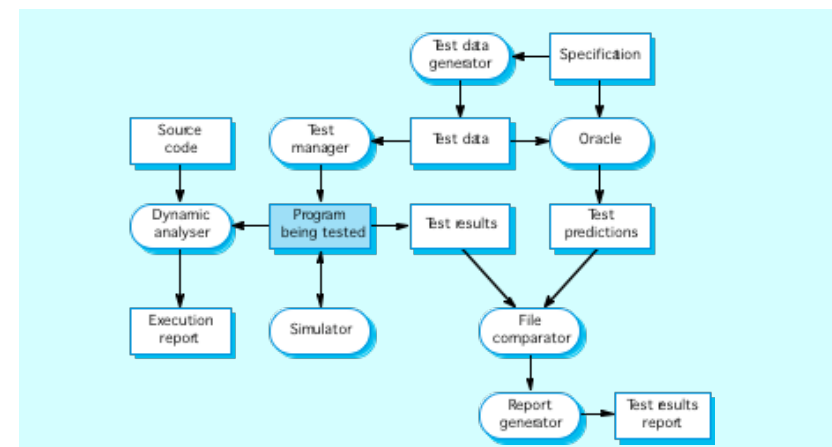 Test data
generator
Specification
Source
code
Test
manager
Test data
Oracle
Dynamic
analyser
Program
being tested
Test results
Test
predictions
Execution
report
Simulator
File
comparator
Report
generator
Test results
report